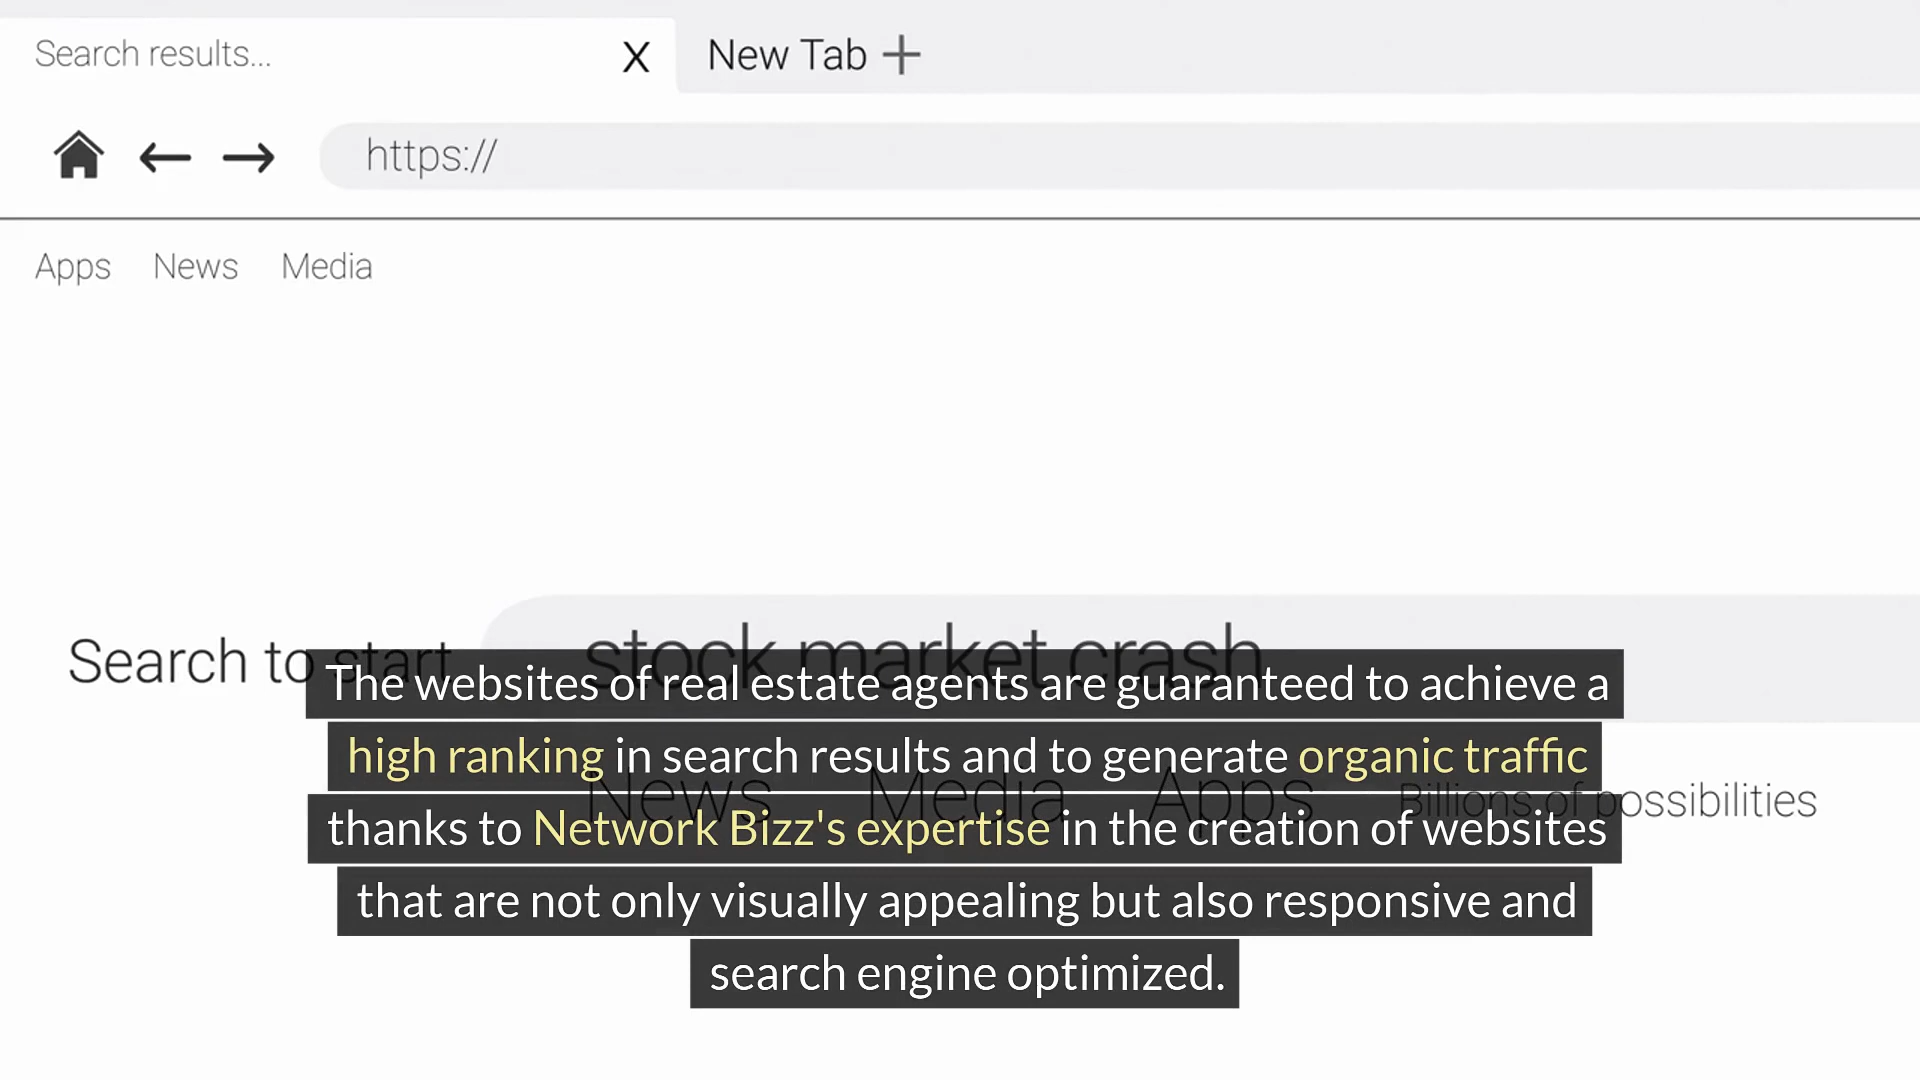 Search results...
X
New Tab +
https://
Apps News Media
Search to start
stock market crash
The websites of real estate agents are guaranteed to achieve a
high ranking in search results and to generate organic traffic
thanks to Network Bizz's expertise in the creation of websites
that are not only visually appealing but also responsive and
search engine optimized.
News Media Apps Billions of possibilities